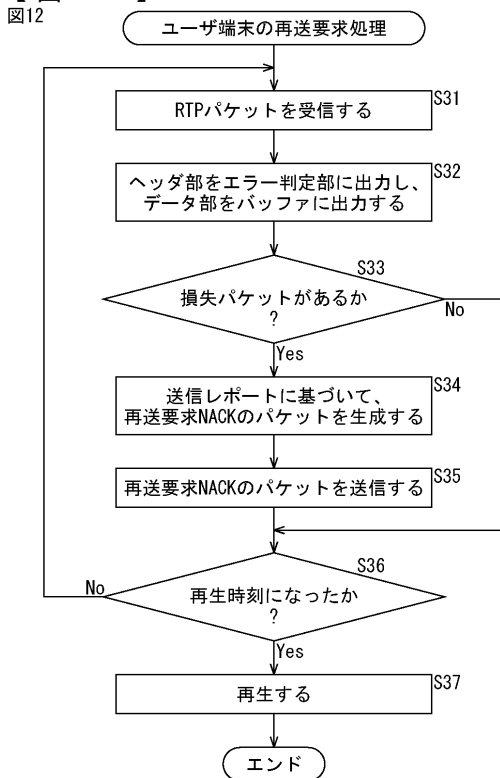 図12
ユーザ端末の再送要求処理
S31
RTPパケットを受信する
S32
ヘッダ部をエラー判定部に出力し、
データ部をバッファに出力する
S33
損失パケットがあるか
?
No
Yes
S34
送信レポートに基づいて、
再送要求NACKのパケットを生成する
S35
再送要求NACKのパケットを送信する
S36
No
再生時刻になったか
?
Yes
S37
再生する
エンド